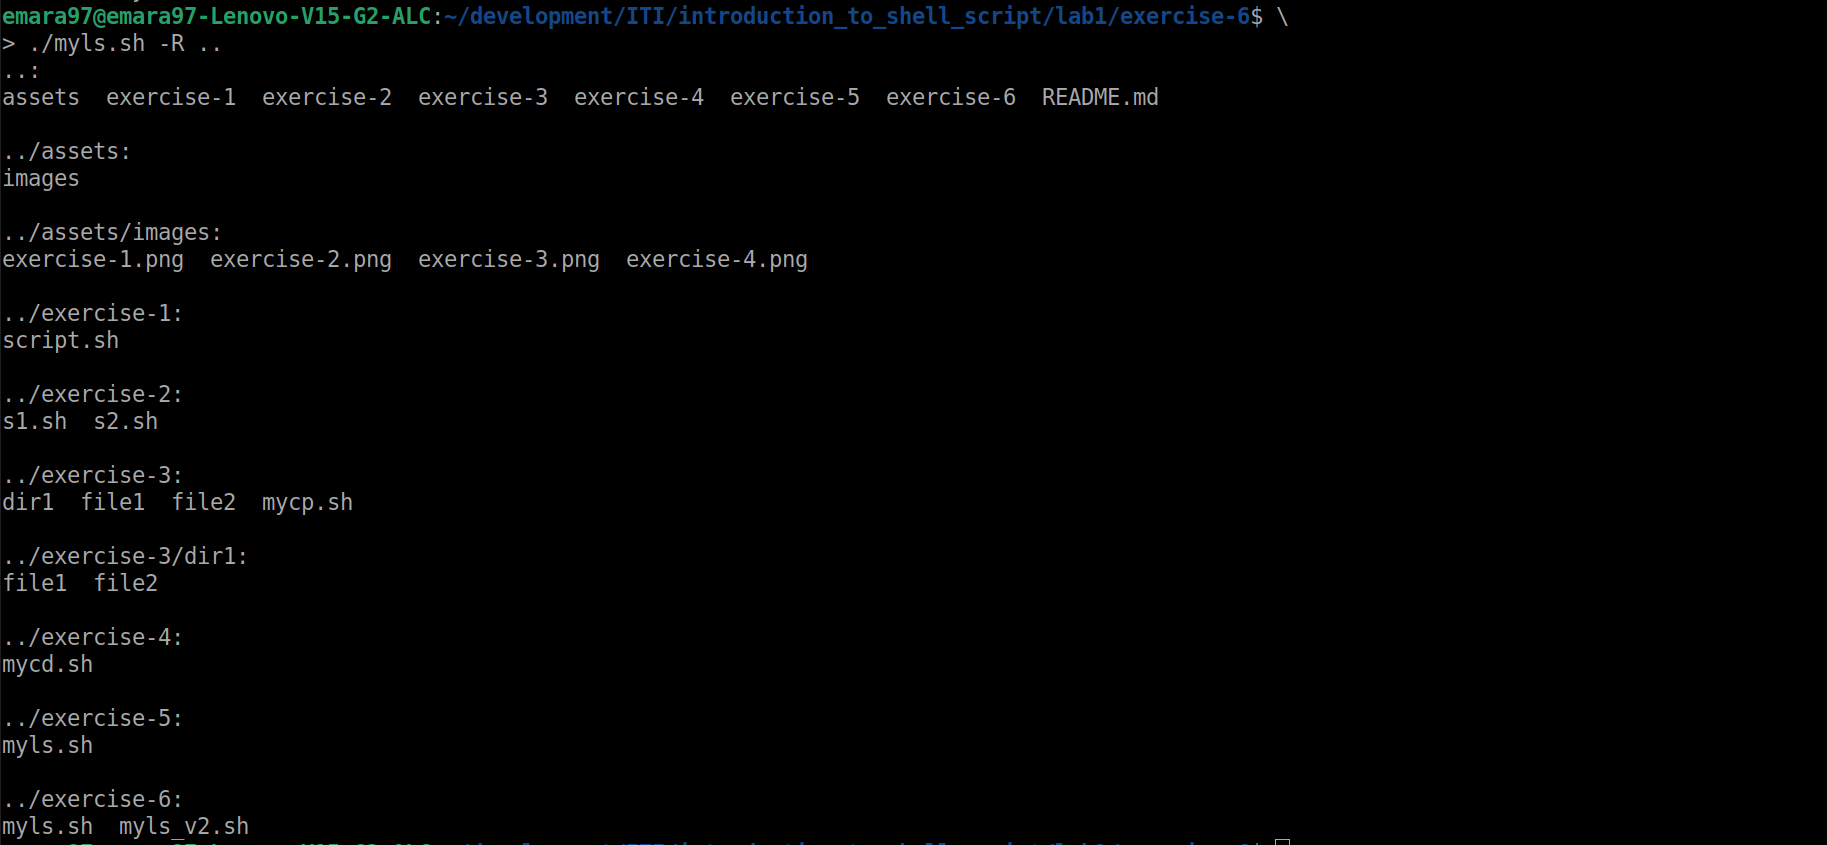 emara97@emara97-Lenovo-V15-G2-ALC:~/development/ITI/introduction_to_shell_script/lab1/exercise-6$ \
> ./myls.sh -R ..
..:
assets  exercise-1  exercise-2  exercise-3  exercise-4  exercise-5  exercise-6  README.md

../assets:
images

../assets/images:
exercise-1.png  exercise-2.png  exercise-3.png  exercise-4.png

../exercise-1:
script.sh

../exercise-2:
s1.sh  s2.sh

../exercise-3:
dir1  file1  file2  mycp.sh

../exercise-3/dir1:
file1  file2

../exercise-4:
mycd.sh

../exercise-5:
myls.sh

../exercise-6:
myls.sh  myls_v2.sh